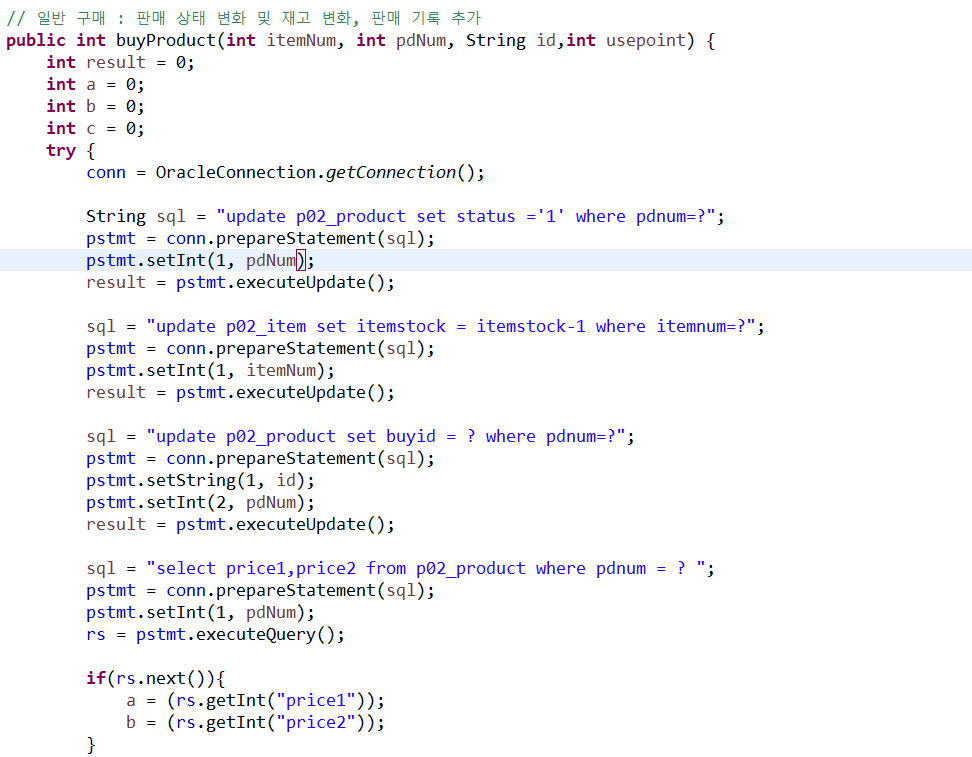 // 일반 구매 : 판매 상태 변화 및 재고 변화, 판매 기록 추가
public int buyProduct(int itemNum, int pdNum, String id,int usepoint) {
    int result = 0;
    int a = 0;
    int b = 0;
    int c = 0;
    try {
        conn = OracleConnection.getConnection();

        String sql = "update p02_product set status ='1' where pdnum=?";
        pstmt = conn.prepareStatement(sql);
        pstmt.setInt(1, pdNum);
        result = pstmt.executeUpdate();

        sql = "update p02_item set itemstock = itemstock-1 where itemnum=?";
        pstmt = conn.prepareStatement(sql);
        pstmt.setInt(1, itemNum);
        result = pstmt.executeUpdate();

        sql = "update p02_product set buyid = ? where pdnum=?";
        pstmt = conn.prepareStatement(sql);
        pstmt.setString(1, id);
        pstmt.setInt(2, pdNum);
        result = pstmt.executeUpdate();

        sql = "select price1,price2 from p02_product where pdnum = ? ";
        pstmt = conn.prepareStatement(sql);
        pstmt.setInt(1, pdNum);
        rs = pstmt.executeQuery();

        if(rs.next()){
            a = (rs.getInt("price1"));
            b = (rs.getInt("price2"));
        }